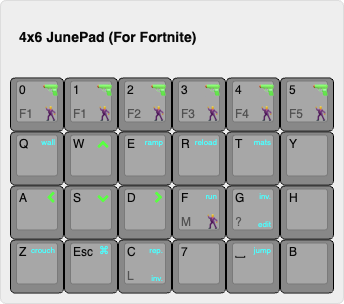 4x6 JunePad (For Fortnite)
0 1 2 3 4 5
F1 F1 F2 F3 F4 F5
Q wall W E ramp R reload T mats Y
A S D F run G inv. H
M ? edit
Z crouch Esc ⌘ C rep. 7 jump B
L inv.